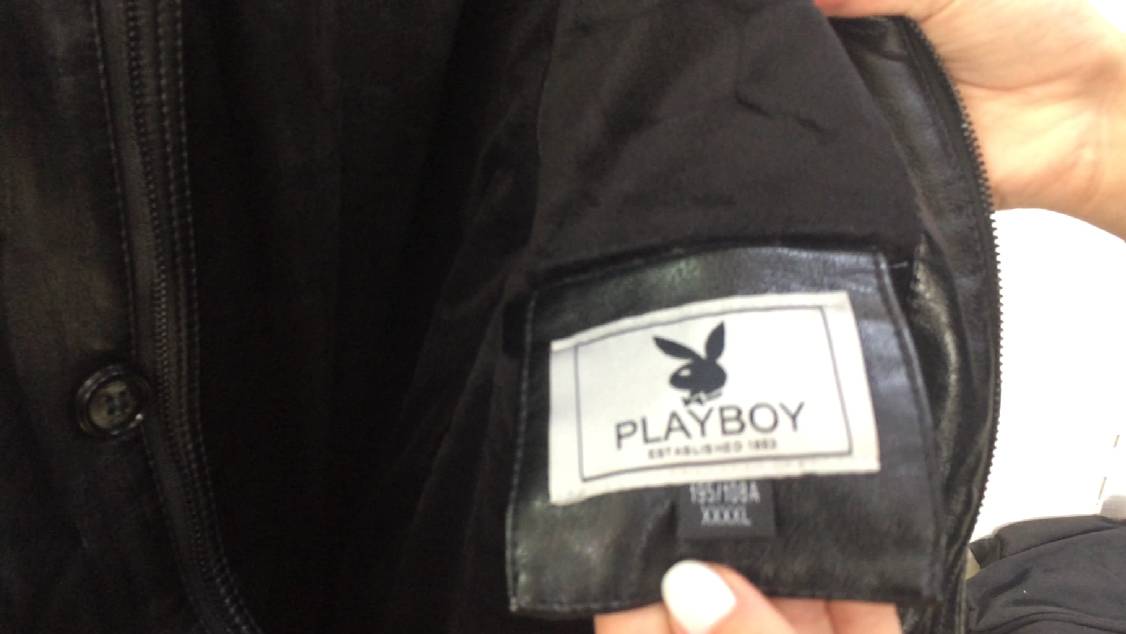 PLAYBOY
ESTABLISHED 1953
195/108A
XXXXL